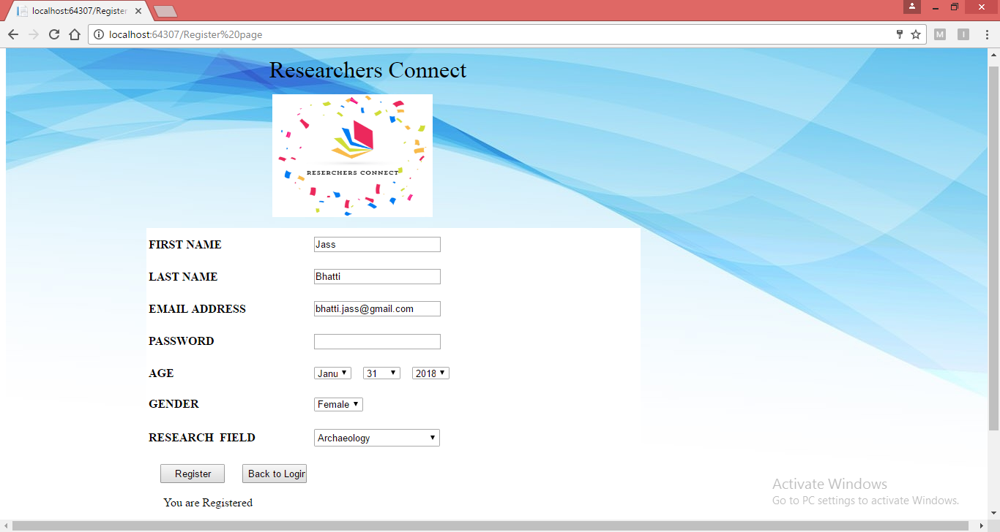 localhost:64307/Register
localhost:64307/Register%20page
M
I
Researchers Connect
RESERCHERS CONNECT
FIRST NAME Jass
LAST NAME Bhatti
EMAIL ADDRESS bhatti.jass@gmail.com
PASSWORD
AGE Janu 31 2018
GENDER Female
RESEARCH FIELD Archaeology
Register Back to Login
You are Registered
Activate Windows
Go to PC settings to activate Windows.